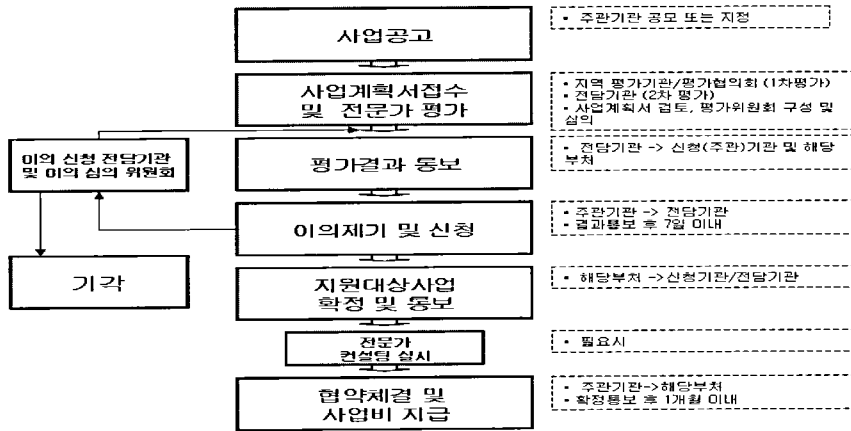 사업공고
• 주관기관 공모 또는 지정
사업계획서접수
및 전문가 평가
• 지역 평가기관/평가협의회 (1차평가)
• 전담기관 (2차 평가)
• 사업계획서 검토, 평가위원회 구성 및
심의
이의 신청 전담기관
및 이의 심의 위원회
평가결과 통보
• 전담기관 -> 신청(주관)기관 및 해당
부처
이의제기 및 신청
• 주관기관 -> 전담기관
• 결과통보 후 7일 이내
기각
지원대상사업
확정 및 통보
• 해당부처 ->신청기관/전담기관
전문가
컨설팅 실시
• 필요시
협약체결 및
사업비 지급
• 주관기관->해당부처
• 확정통보 후 1개월 이내